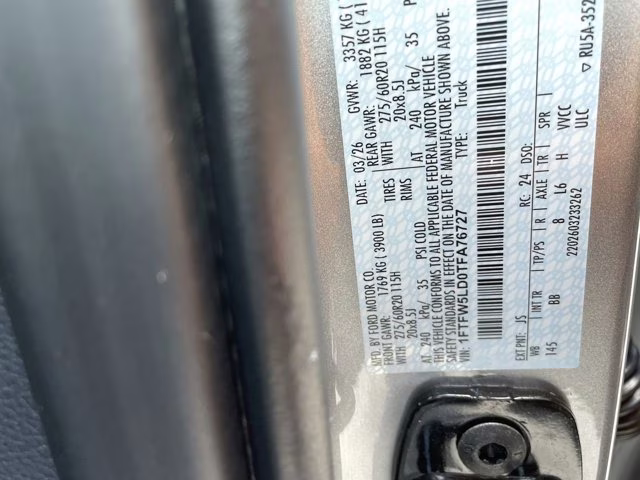 MFD. BY FORD MOTOR CO. DATE: 03/26 GVWR: 3357 KG
FRONT GAWR: 1769 KG ( 3900 LB) REAR GAWR: 1882 KG
WITH 275/60R20 115H TIRES WITH 275/60R20 115H
20x8.5J RIMS 20x8.5J
AT 240 kPa/ 35 PSI COLD AT 240 kPa/ 35
THIS VEHICLE CONFORMS TO ALL APPLICABLE FEDERAL MOTOR VEHICLE
SAFETY STANDARDS IN EFFECT ON THE DATE OF MANUFACTURE SHOWN ABOVE.
VIN: 1FTFW5LD0TFA76727 TYPE: Truck
EXT PNT: JS RC: 24 DSO:
WB INT TR TP/PS R AXLE TR SPR
145 BB 8 L6 H VVCC
2202603233262 ULC
RU5A-352